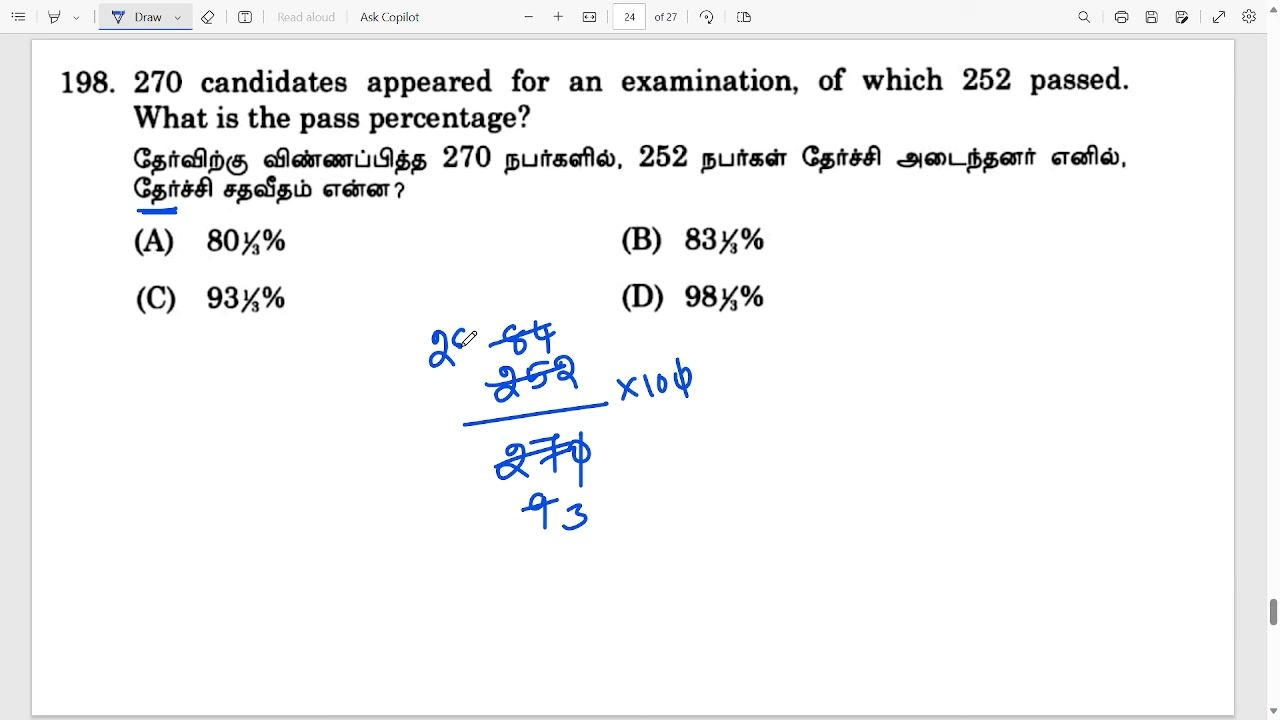 Draw Read aloud Ask Copilot 24 of 27
198. 270 candidates appeared for an examination, of which 252 passed.
What is the pass percentage?
தேர்விற்கு விண்ணப்பித்த 270 நபர்களில், 252 நபர்கள் தேர்ச்சி அடைந்தனர் எனில்,
தேர்ச்சி சதவீதம் என்ன?
(A) 80⅓% (B) 83⅓%
(C) 93⅓% (D) 98⅓%
84
252
×100
270
9 3